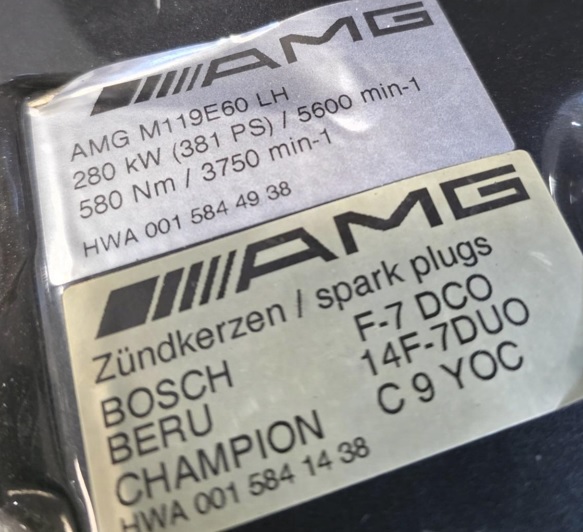 AMG
AMG M119E60 LH
280 kW (381 PS) / 5600 min-1
580 Nm / 3750 min-1
HWA 001 584 49 38
AMG
Zündkerzen / spark plugs
BOSCH F-7 DCO
BERU 14F-7DUO
CHAMPION C 9 YOC
HWA 001 584 14 38